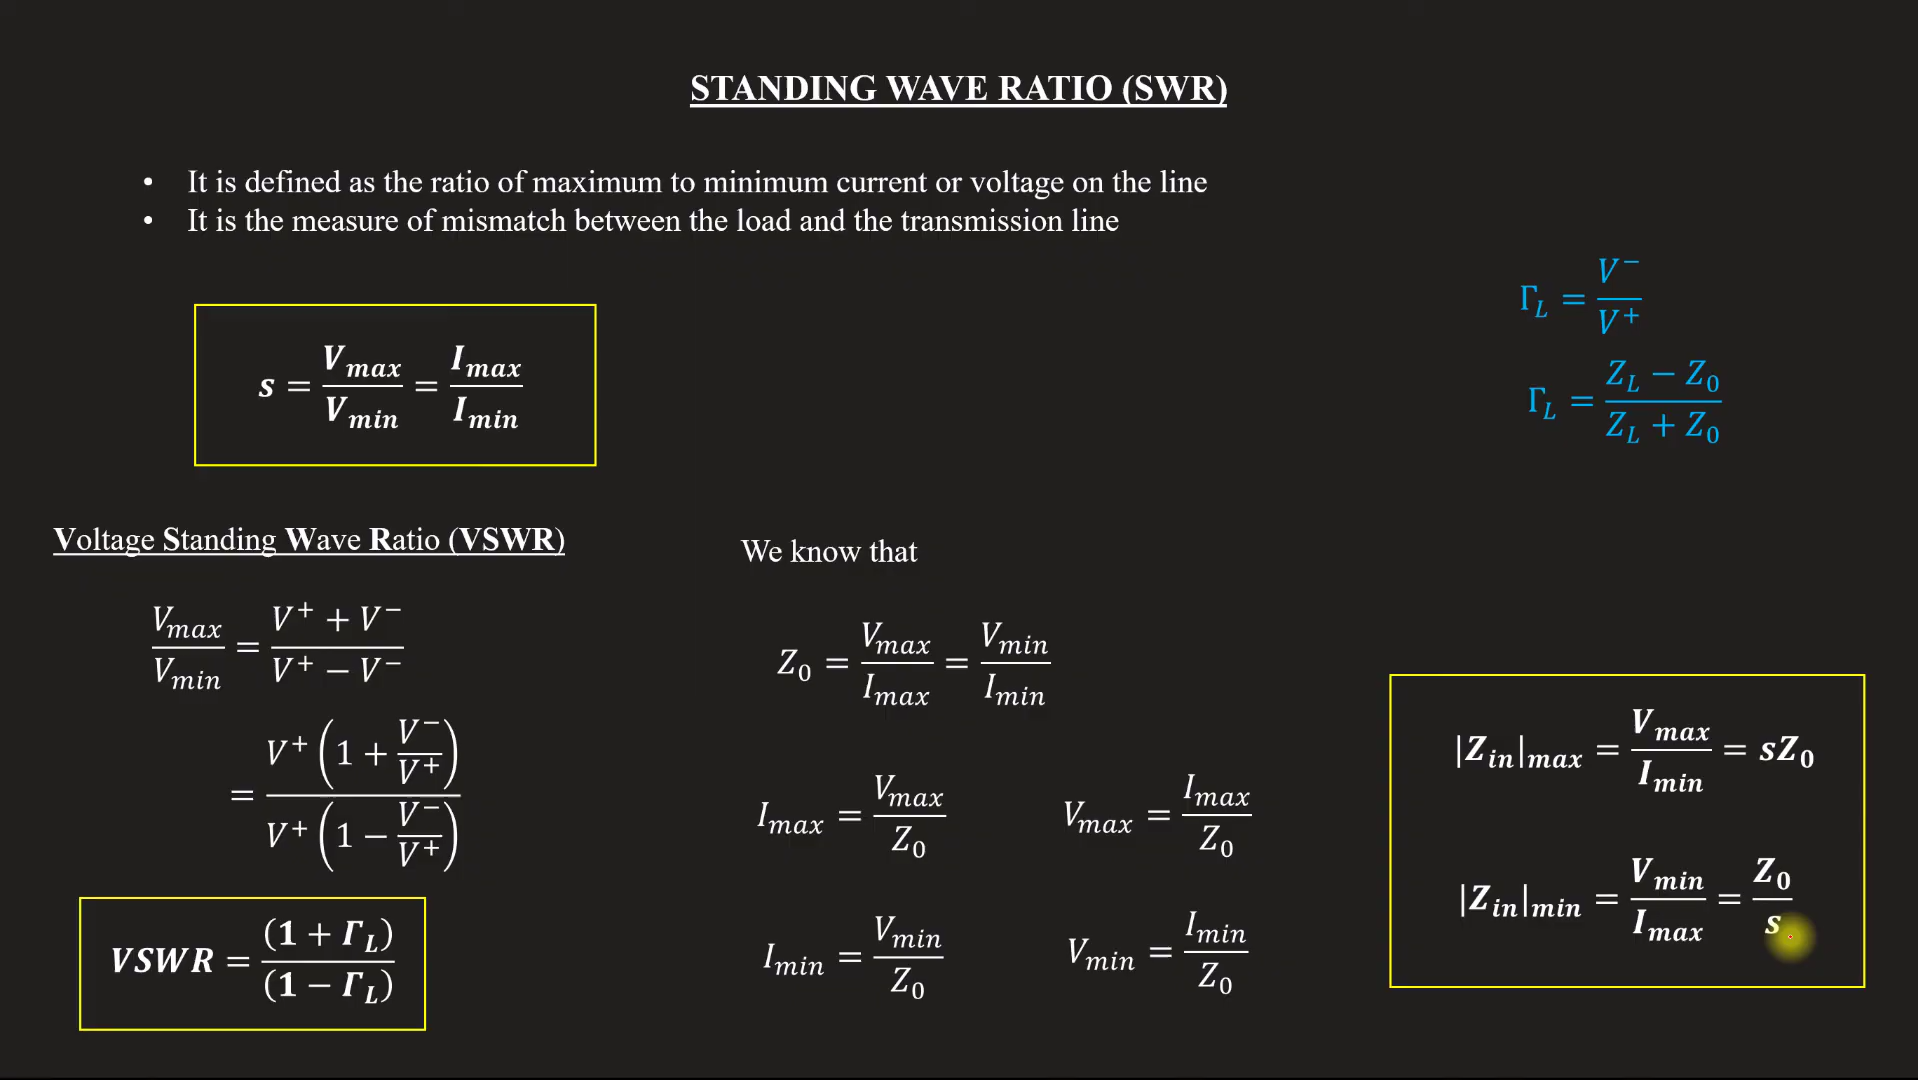 STANDING WAVE RATIO (SWR)
• It is defined as the ratio of maximum to minimum current or voltage on the line
• It is the measure of mismatch between the load and the transmission line
Γ_L = V⁻/V⁺
Γ_L = (Z_L − Z_0)/(Z_L + Z_0)
s = V_max/V_min = I_max/I_min
Voltage Standing Wave Ratio (VSWR)
V_max/V_min = (V⁺ + V⁻)/(V⁺ − V⁻)
= V⁺(1 + V⁻/V⁺)/V⁺(1 − V⁻/V⁺)
VSWR = (1 + Γ_L)/(1 − Γ_L)
We know that
Z_0 = V_max/I_max = V_min/I_min
I_max = V_max/Z_0
V_max = I_max/Z_0
I_min = V_min/Z_0
V_min = I_min/Z_0
|Z_in|_max = V_max/I_min = sZ_0
|Z_in|_min = V_min/I_max = Z_0/s